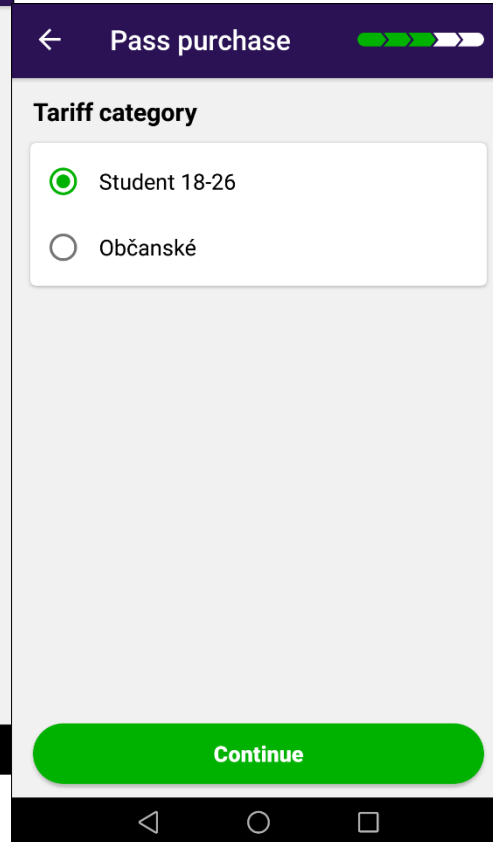 Pass purchase
Tariff category
Student 18-26
Občanské
Continue